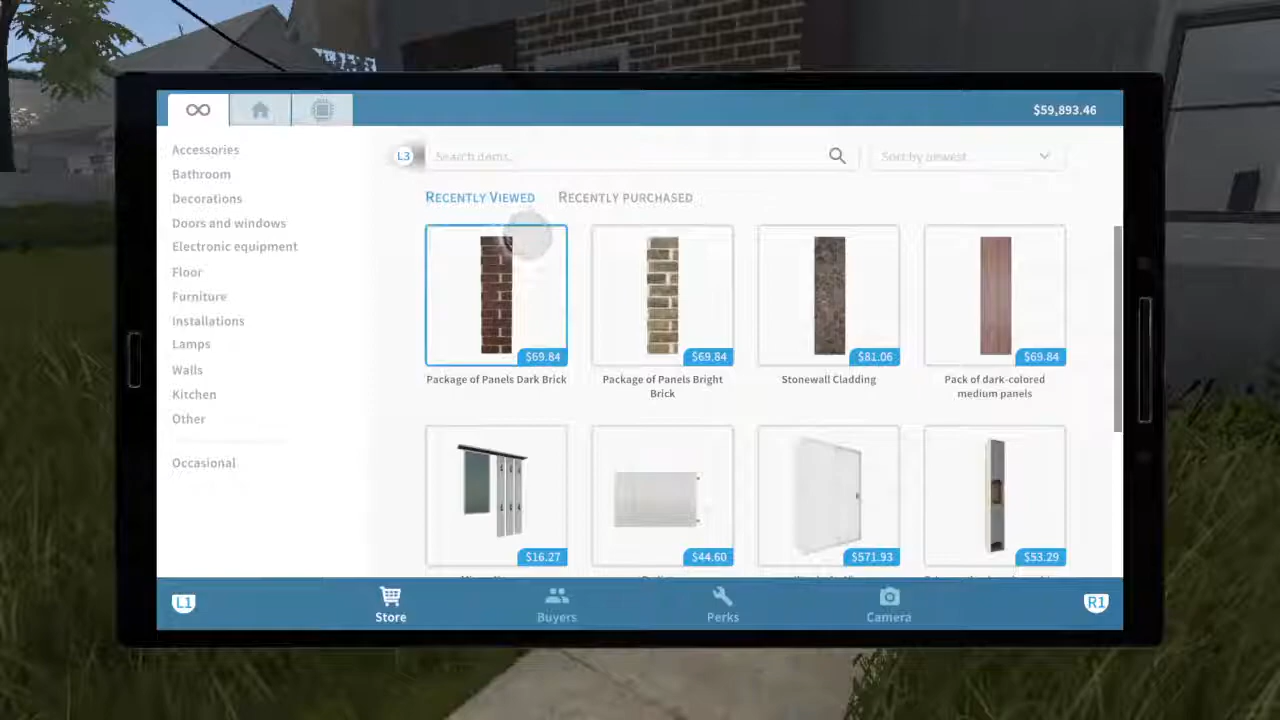 $59,893.46
Accessories
Bathroom
Decorations
Doors and windows
Electronic equipment
Floor
Furniture
Installations
Lamps
Walls
Kitchen
Other
Occasional
L3
Search items...
Sort by newest
RECENTLY VIEWED
RECENTLY PURCHASED
$69.84
$69.84
$81.06
$69.84
Package of Panels Dark Brick
Package of Panels Bright
Brick
Stonewall Cladding
Pack of dark-colored
medium panels
$16.27
$44.60
$571.93
$53.29
L1
Store
Buyers
Perks
Camera
R1